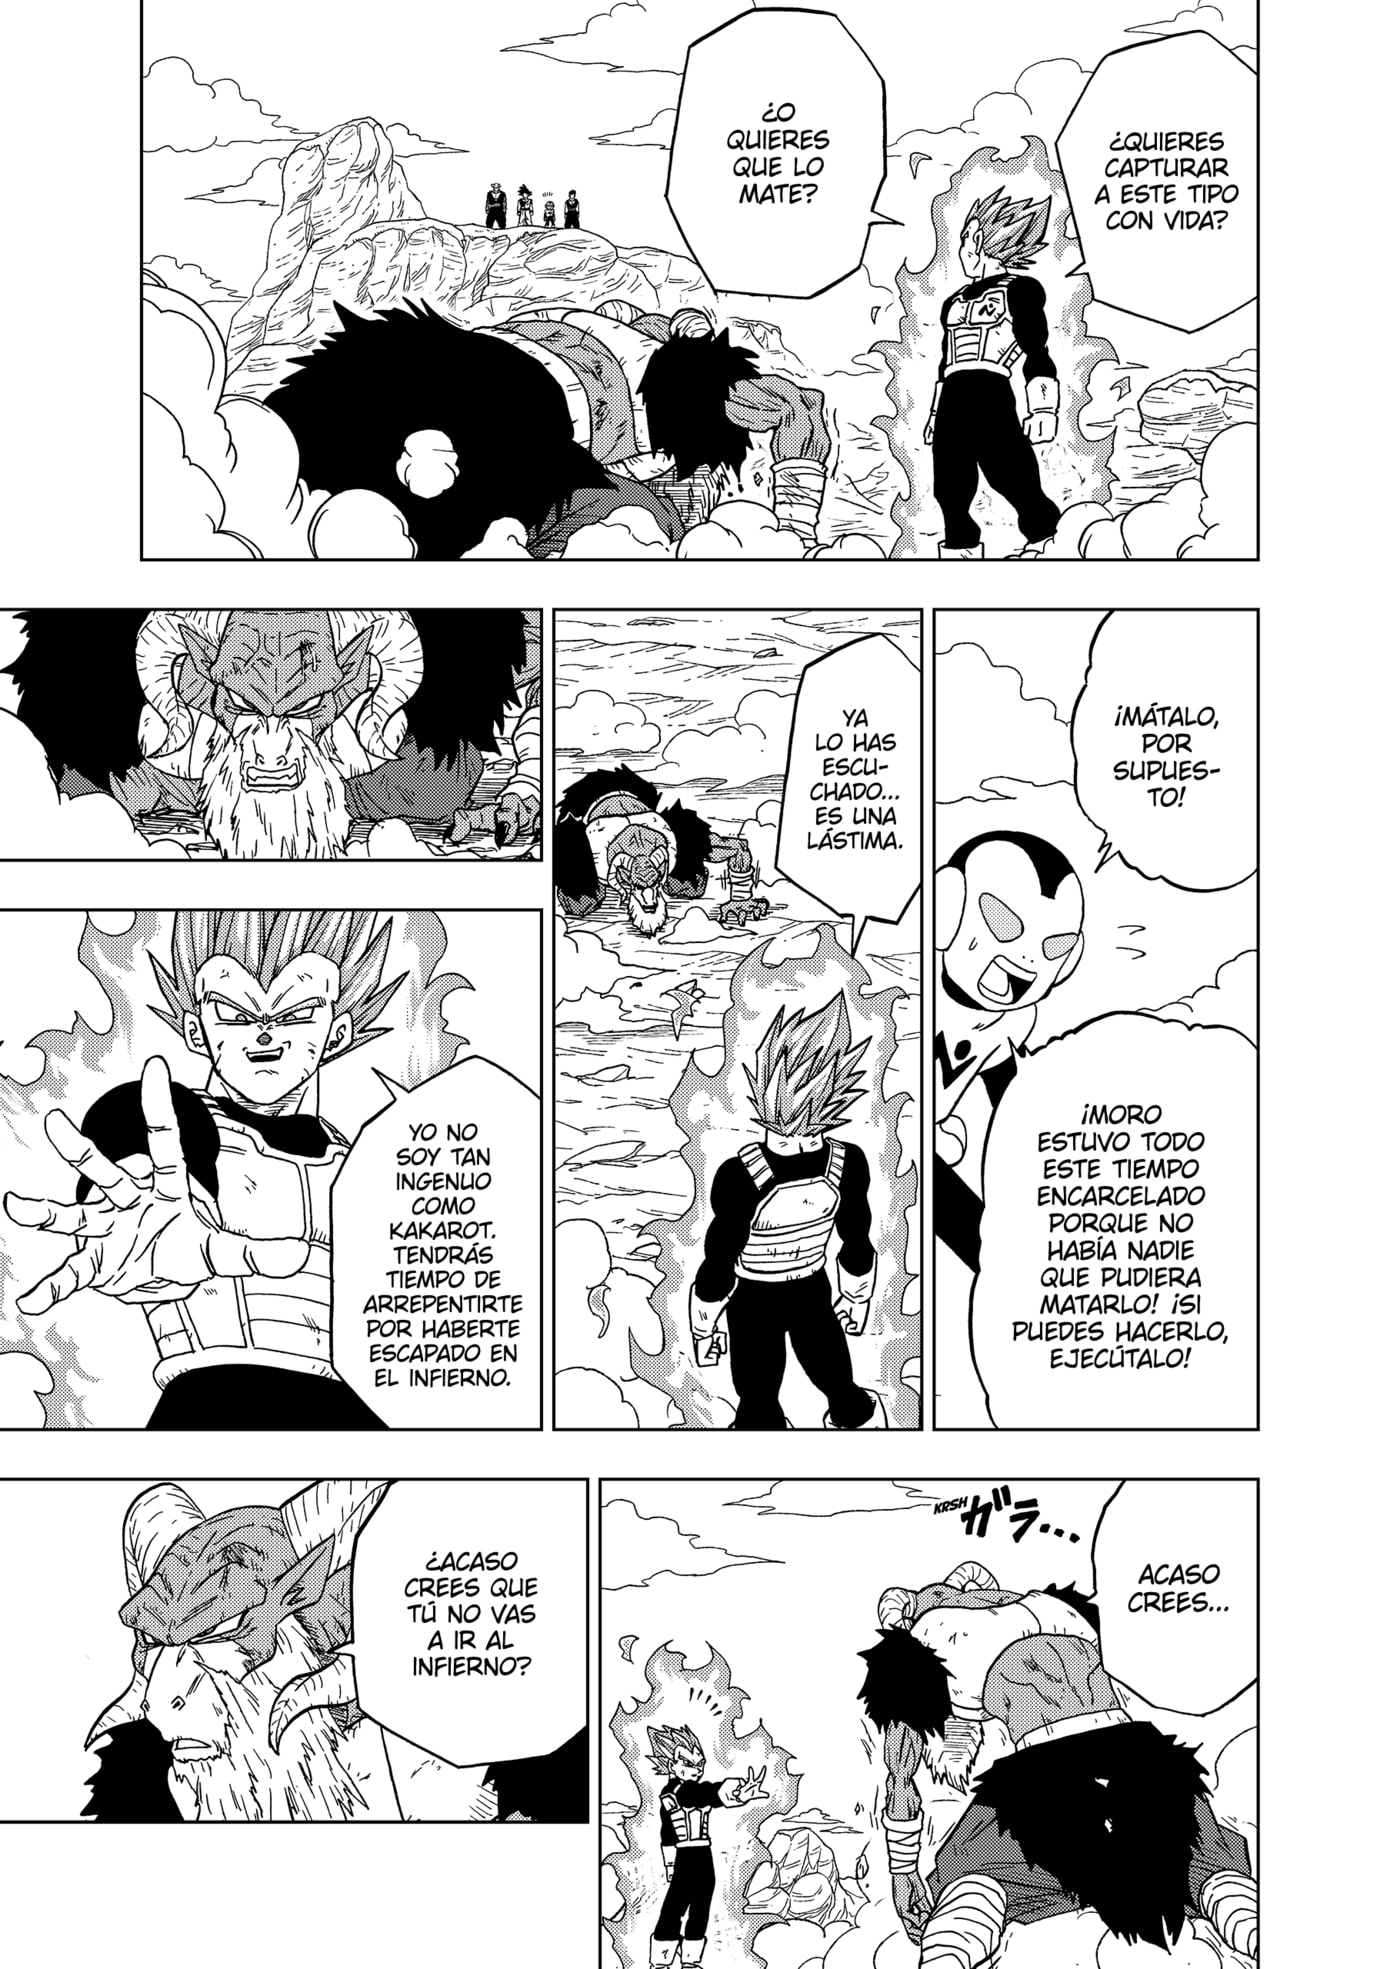 ¿QUIERES
CAPTURAR
A ESTE TIPO
CON VIDA?
¿O
QUIERES
QUE LO
MATE?
¡MÁTALO,
POR
SUPUES-
TO!
¡MORO
ESTUVO TODO
ESTE TIEMPO
ENCARCELADO
PORQUE NO
HABÍA NADIE
QUE PUDIERA
MATARLO! ¡SI
PUEDES HACERLO,
EJECÚTALO!
YA
LO HAS
ESCU-
CHADO...
ES UNA
LÁSTIMA.
YO NO
SOY TAN
INGENUO
COMO
KAKAROT.
TENDRÁS
TIEMPO DE
ARREPENTIRTE
POR HABERTE
ESCAPADO EN
EL INFIERNO.
KRSH
ガラ...
ACASO
CREES...
¿ACASO
CREES QUE
TÚ NO VAS
A IR AL
INFIERNO?